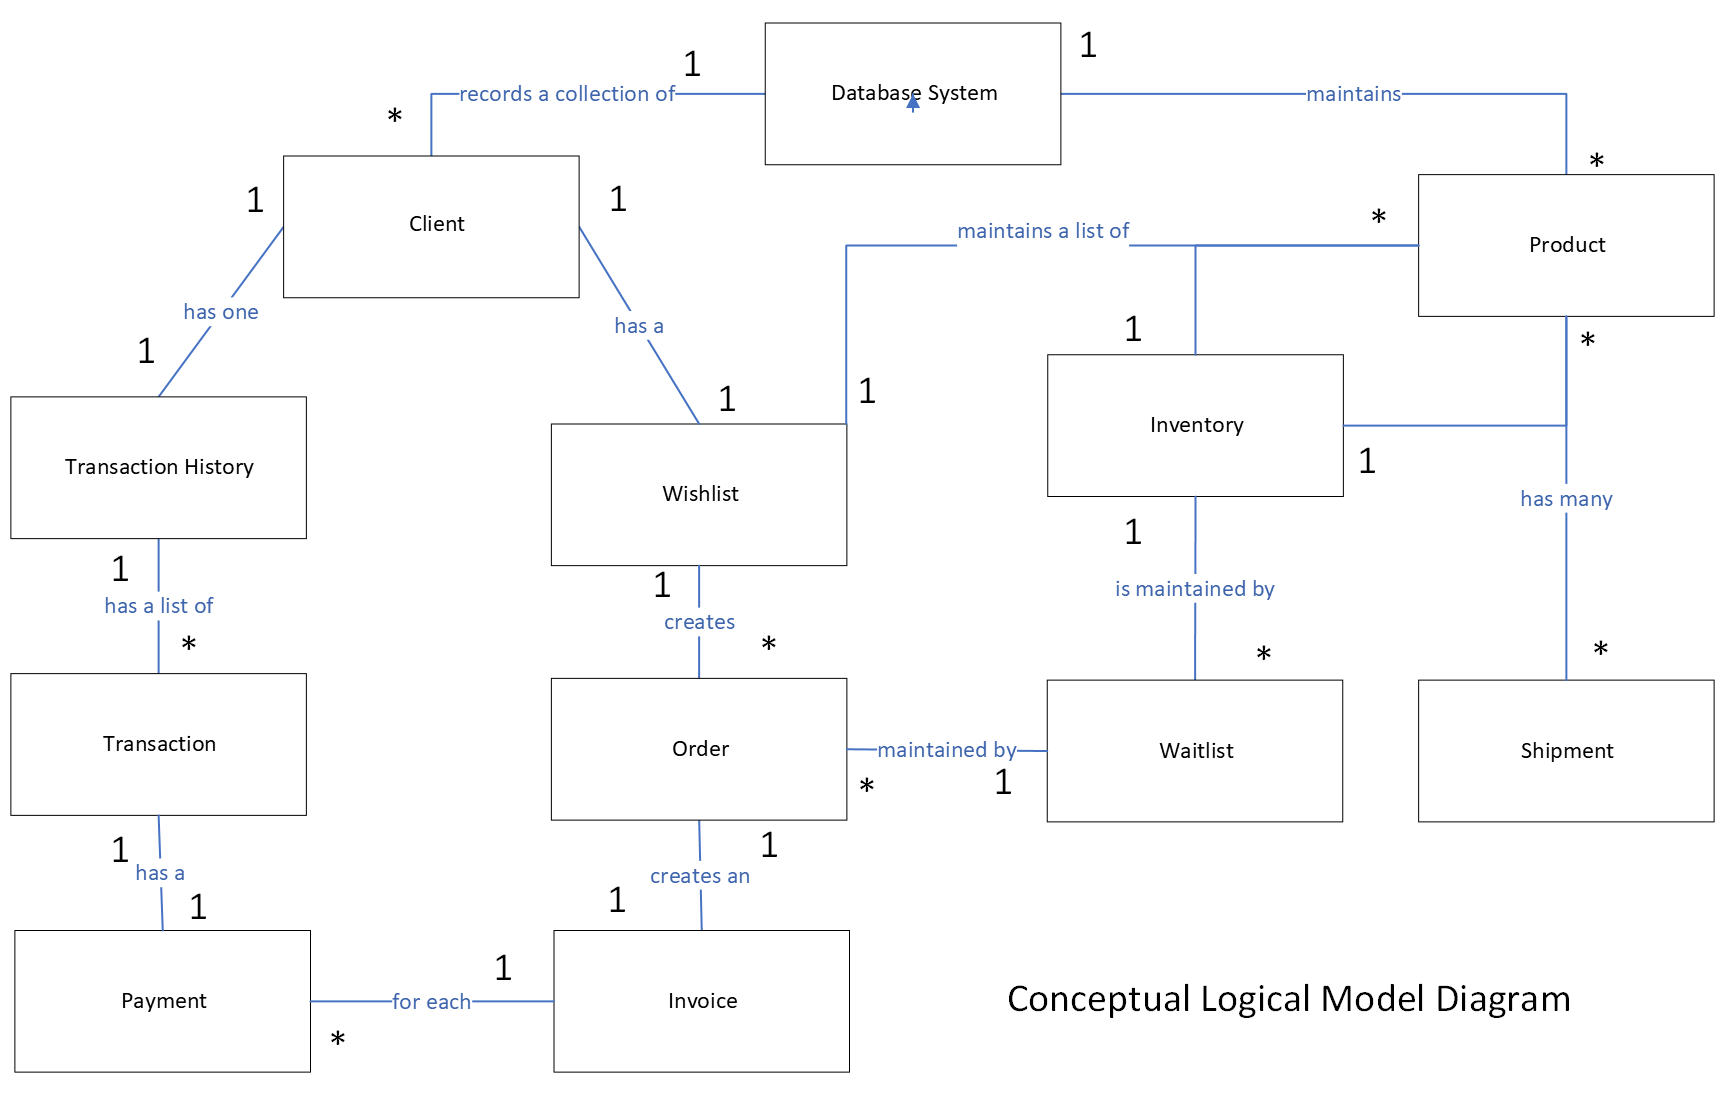 1
Database System
1
records a collection of
maintains
*
*
Client
1
1
Product
*
maintains a list of
has one
has a
1
1
*
1
1
Inventory
1
Transaction History
Wishlist
has many
1
1
1
has a list of
is maintained by
creates
*
*
*
*
Transaction
Order
maintained by
Waitlist
Shipment
*
1
1
1
has a
creates an
1
1
1
Payment
for each
Invoice
*
Conceptual Logical Model Diagram